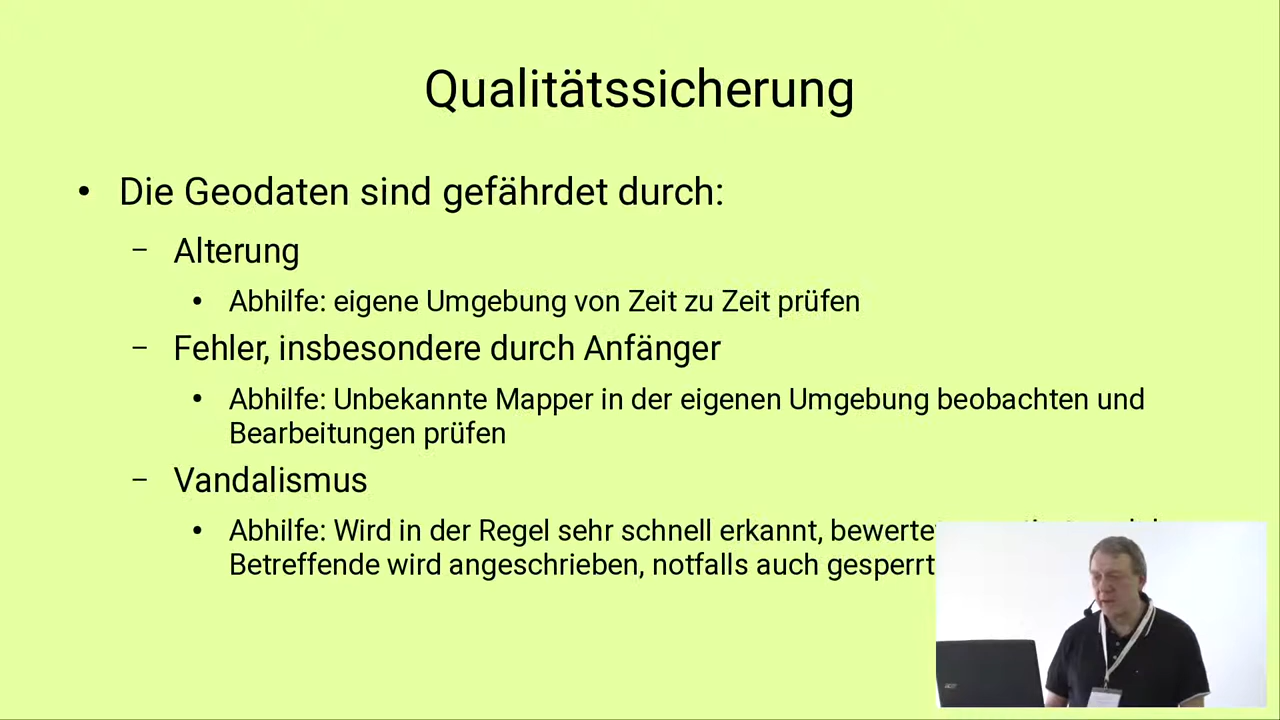 Qualitätssicherung
• Die Geodaten sind gefährdet durch:
– Alterung
• Abhilfe: eigene Umgebung von Zeit zu Zeit prüfen
– Fehler, insbesondere durch Anfänger
• Abhilfe: Unbekannte Mapper in der eigenen Umgebung beobachten und
Bearbeitungen prüfen
– Vandalismus
• Abhilfe: Wird in der Regel sehr schnell erkannt,
Betreffende wird angeschrieben, notfalls auch gesperrt
acer